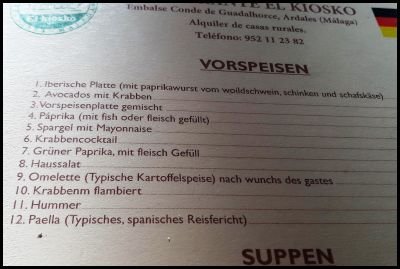 El kiosko
ANTE EL KIOSKO
Embalse Conde de Guadalhorce, Ardales (Málaga)
Alquiler de casas rurales.
Teléfono: 952 11 23 82
VORSPEISEN
1. Iberische Platte (mit paprikawurst vom woildschwein, schinken und schafskäse)
2. Avocados mit Krabben
3. Vorspeisenplatte gemischt
4. Päprika (mit fish oder fleisch gefüllt)
5. Spargel mit Mayonnaise
6. Krabbencocktail
7. Grüner Paprika, mit fleisch Gefüll
8. Haussalat
9. Omelette (Typische Kartoffelspeise) nach wunchs des gastes
10. Krabbenm flambiert
11. Hummer
12. Paella (Typisches, spanisches Reisfericht)
SUPPEN